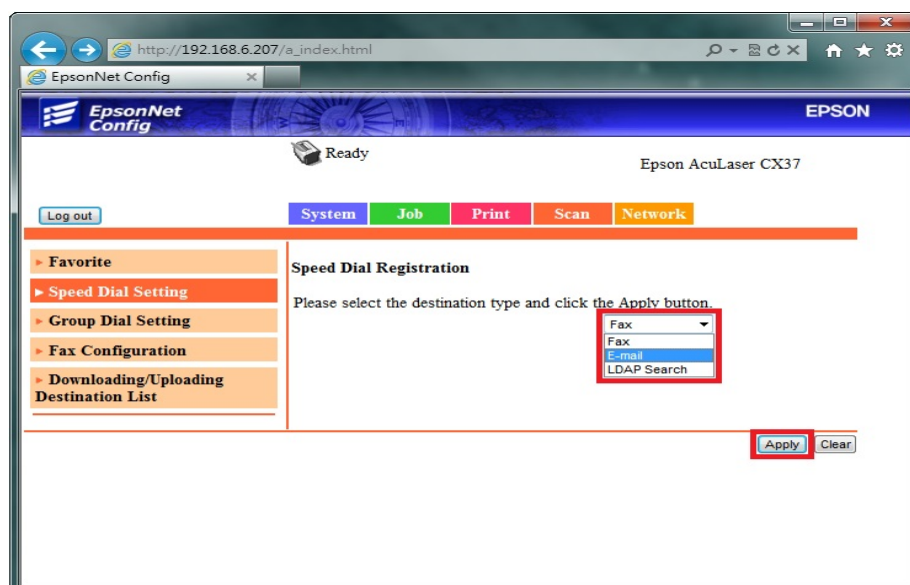 http://192.168.6.207/a_index.html
EpsonNet Config
EpsonNet
Config
EPSON
Ready
Epson AcuLaser CX37
Log out
System Job Print Scan Network
Favorite
Speed Dial Setting
Group Dial Setting
Fax Configuration
Downloading/Uploading
Destination List
Speed Dial Registration
Please select the destination type and click the Apply button.
Fax
Fax
E-mail
LDAP Search
Apply Clear